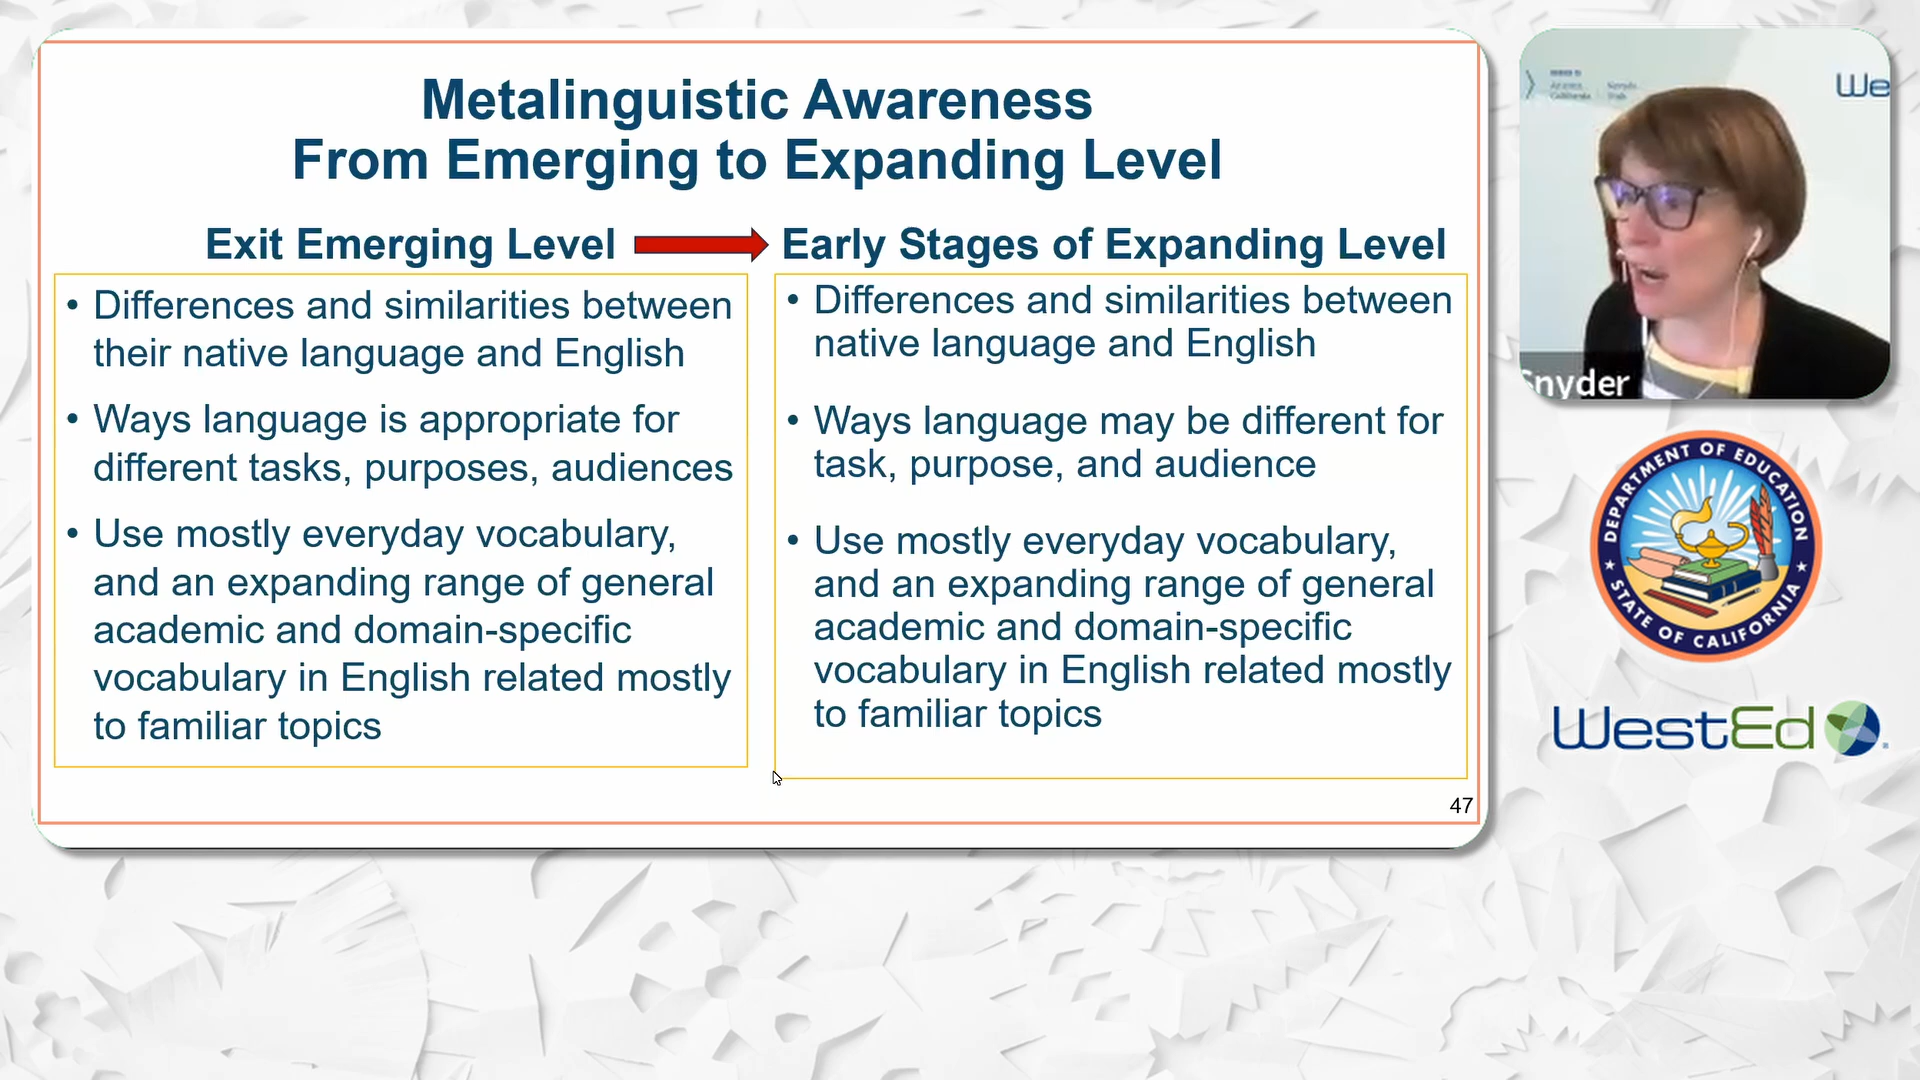 Metalinguistic Awareness
From Emerging to Expanding Level
Exit Emerging Level
Early Stages of Expanding Level
• Differences and similarities between
their native language and English
• Ways language is appropriate for
different tasks, purposes, audiences
• Use mostly everyday vocabulary,
and an expanding range of general
academic and domain-specific
vocabulary in English related mostly
to familiar topics
• Differences and similarities between
native language and English
• Ways language may be different for
task, purpose, and audience
• Use mostly everyday vocabulary,
and an expanding range of general
academic and domain-specific
vocabulary in English related mostly
to familiar topics
47
We
Snyder
DEPARTMENT OF EDUCATION
STATE OF CALIFORNIA
WestEd